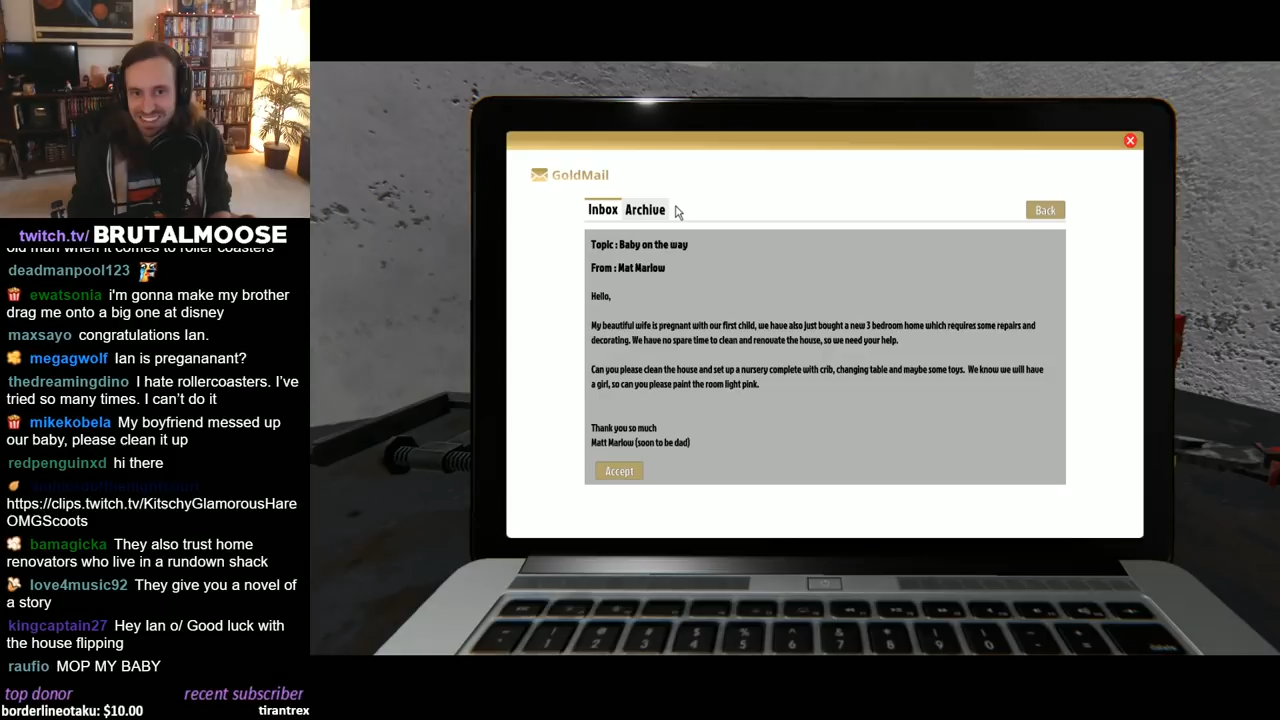 twitch.tv/ BRUTALMOOSE
old man when it comes to roller coasters
deadmanpool123
ewatsonia i'm gonna make my brother
drag me onto a big one at disney
maxsayo congratulations Ian.
megagwolf Ian is pregananant?
thedreamingdino I hate rollercoasters. I've
tried so many times. I can't do it
mikekobela My boyfriend messed up
our baby, please clean it up
redpenguinxd hi there
https://clips.twitch.tv/KitschyGlamorousHare
OMGScoots
bamagicka They also trust home
renovators who live in a rundown shack
love4music92 They give you a novel of
a story
kingcaptain27 Hey Ian o/ Good luck with
the house flipping
raufio MOP MY BABY
top donor recent subscriber
borderlineotaku: $10.00 tirantrex
GoldMail
Inbox Archive Back
Topic : Baby on the way
From : Mat Marlow
Hello,
My beautiful wife is pregnant with our first child, we have also just bought a new 3 bedroom home which requires some repairs and
decorating. We have no spare time to clean and renovate the house, so we need your help.
Can you please clean the house and set up a nursery complete with crib, changing table and maybe some toys. We know we will have
a girl, so can you please paint the room light pink.
Thank you so much
Matt Marlow (soon to be dad)
Accept